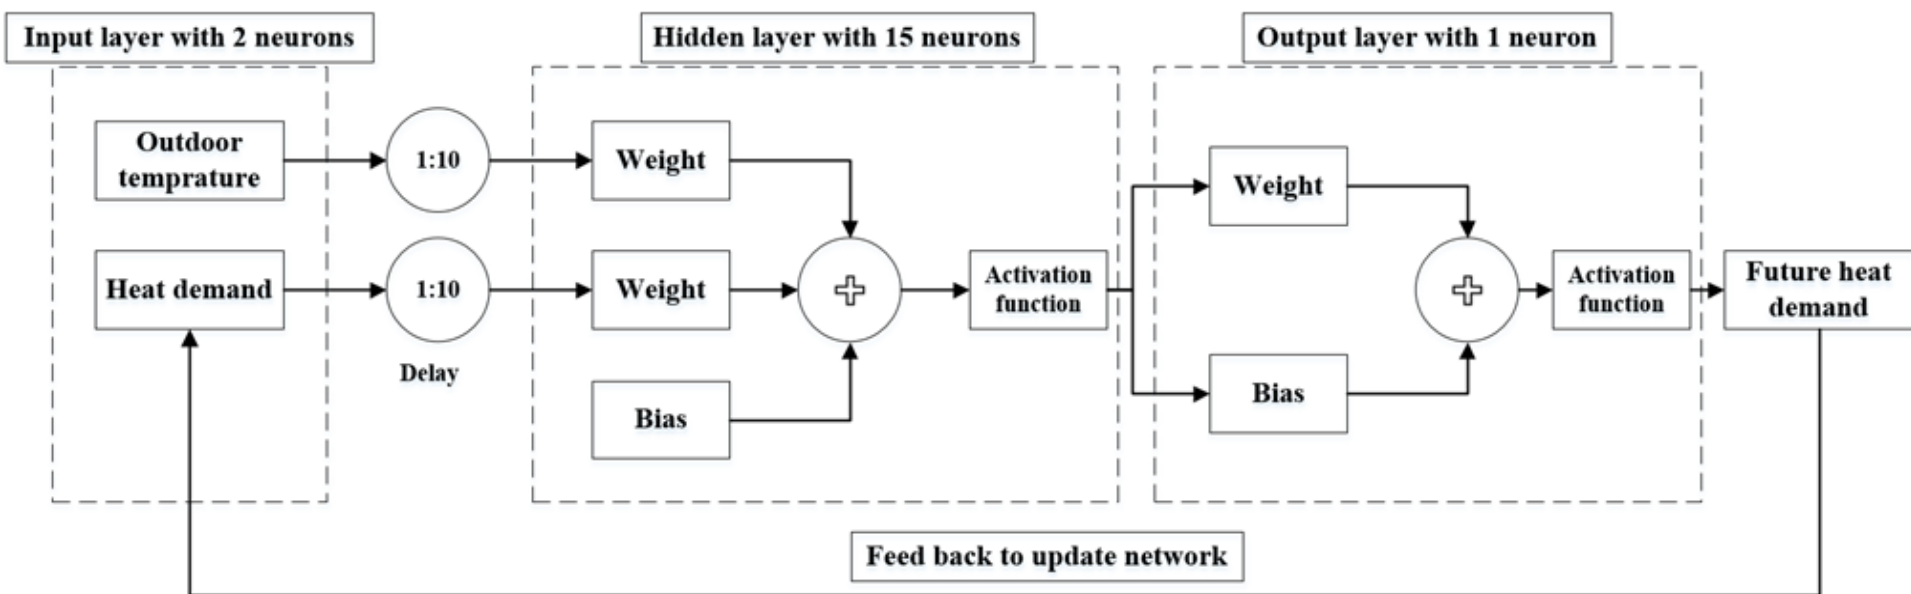 Input layer with 2 neurons
Hidden layer with 15 neurons
Output layer with 1 neuron
Outdoor
temprature
1:10
Weight
Weight
Heat demand
1:10
Weight
Activation
function
Activation
function
Future heat
demand
Delay
Bias
Bias
Feed back to update network